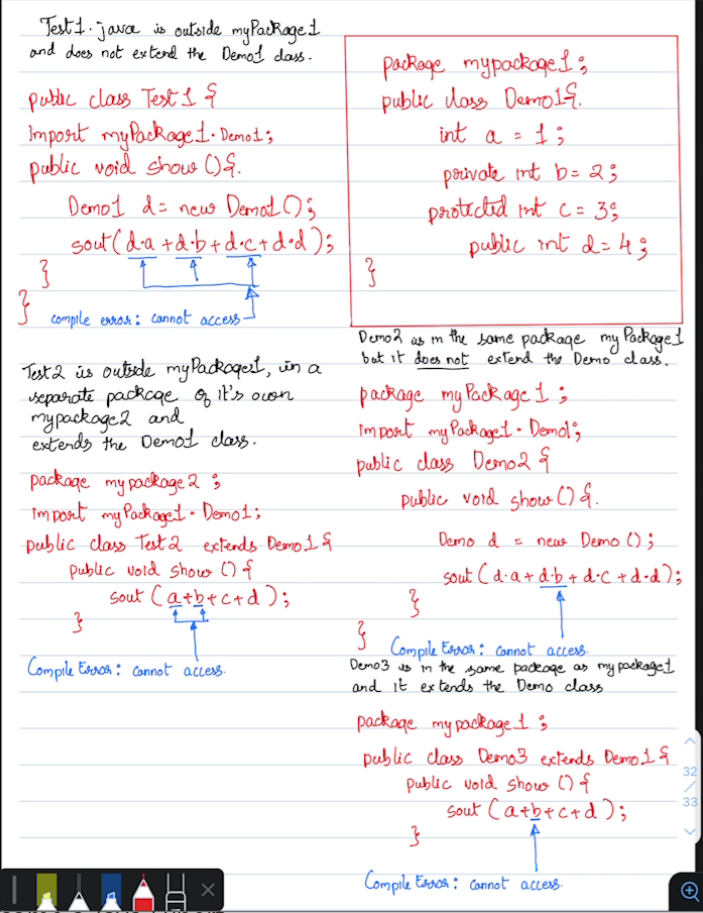 Test1.java is outside myPackage1
and does not extend the Demo1 class.
public class Test1 {
import myPackage1.Demo1;
public void show () {.
Demo1 d = new Demo1();
sout(d.a + d.b + d.c + d.d);
}
}
compile error: cannot access
package mypackage1;
public class Demo1{.
int a = 1;
private int b = 2;
protected int c = 3;
public int d = 4;
}
Test2 is outside myPackage1, in a
separate package of it's own
mypackage2 and
extends the Demo1 class.
package mypackage2 ;
import myPackage1.Demo1;
public class Test2 extends Demo1 {
public void show () {
sout (a+b+c+d);
}
Compile Error: cannot access.
Demo2 is in the same package myPackage1
but it does not extend the Demo class.
package myPackage1 ;
import myPackage1.Demo1;
public class Demo2 {
public void show () {.
Demo d = new Demo ();
sout (d.a + d.b + d.c + d.d);
}
}
Compile Error: cannot access.
Demo3 is in the same package as mypackage1
and it extends the Demo class
package mypackage1 ;
public class Demo3 extends Demo1 {
public void show () {
sout (a+b+c+d);
}
Compile Error: cannot access.
32
33